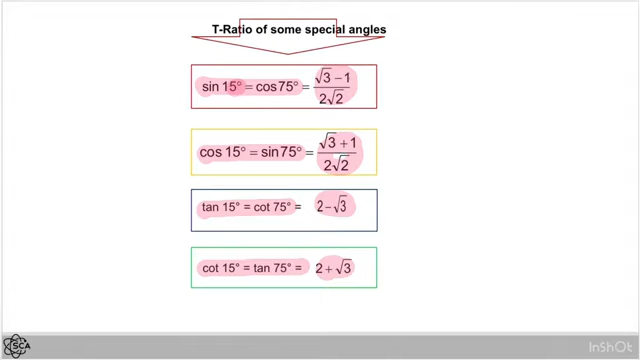 T-Ratio of some special angles
sin 15° = cos 75° = (√3 − 1)/(2√2)
cos 15° = sin 75° = (√3 + 1)/(2√2)
tan 15° = cot 75° = 2 − √3
cot 15° = tan 75° = 2 + √3
SCA
InShOt